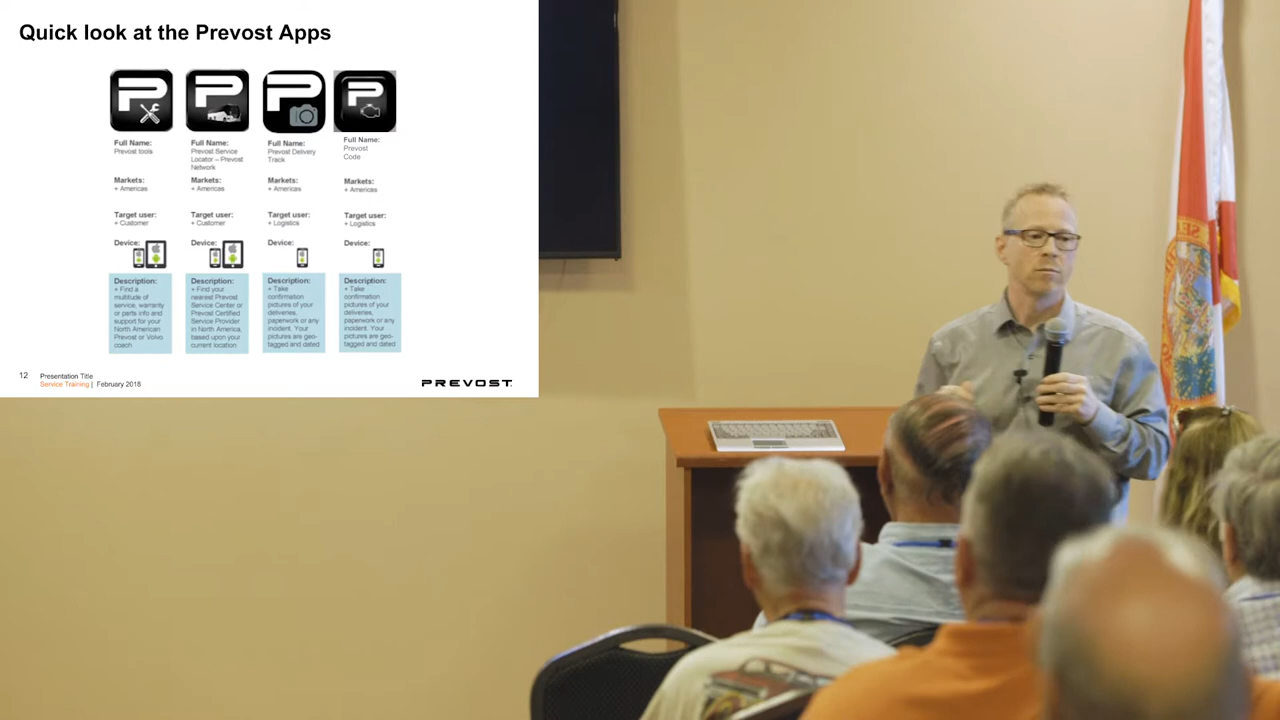 Quick look at the Prevost Apps
Full Name:
Prevost tools
Markets:
+ Americas
Target user:
+ Customer
Device:
Description:
+ Find a
multitude of
service, warranty
or parts info and
support for your
North American
Prevost or Volvo
coach
Full Name:
Prevost Service
Locator – Prevost
Network
Markets:
+ Americas
Target user:
+ Customer
Device:
Description:
+ Find your
nearest Prevost
Service Center or
Prevost Certified
Service Provider
in North America,
based upon your
current location
Full Name:
Prevost Delivery
Track
Markets:
+ Americas
Target user:
+ Logistics
Device:
Description:
+ Take
confirmation
pictures of your
deliveries,
paperwork or any
incident. Your
pictures are geo-
tagged and dated
Full Name:
Prevost
Code
Markets:
+ Americas
Target user:
+ Logistics
Device:
Description:
+ Take
confirmation
pictures of your
deliveries,
paperwork or any
incident. Your
pictures are geo-
tagged and dated
12 Presentation Title
Service Training | February 2018
PREVOST